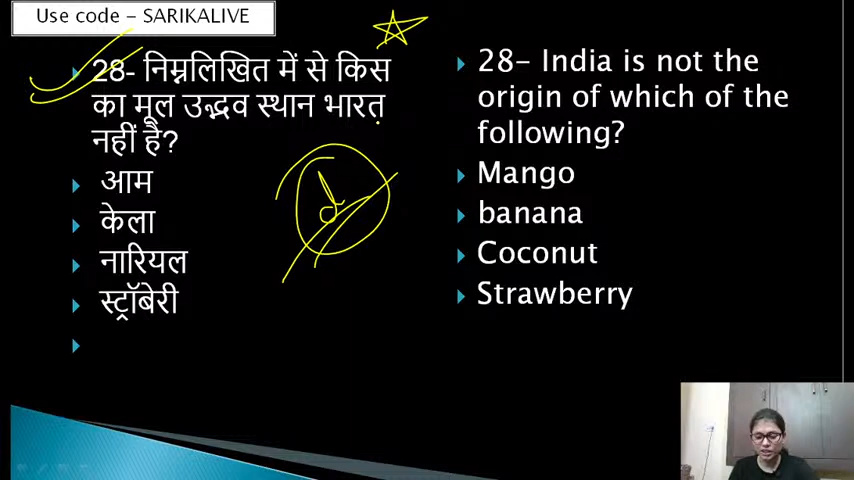 Use code – SARIKALIVE
28- निम्नलिखित में से किस
का मूल उद्भव स्थान भारत
नहीं है?
आम
केला
नारियल
स्ट्रॉबेरी
d
28- India is not the
origin of which of the
following?
Mango
banana
Coconut
Strawberry